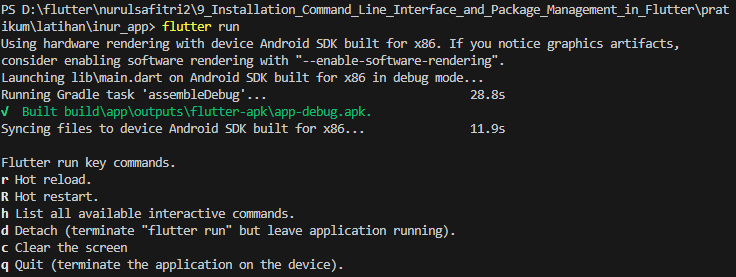 PS D:\flutter\nurulsafitri2\9_Installation_Command_Line_Interface_and_Package_Management_in_Flutter\prat
ikum\latihan\inur_app> flutter run
Using hardware rendering with device Android SDK built for x86. If you notice graphics artifacts,
consider enabling software rendering with "--enable-software-rendering".
Launching lib\main.dart on Android SDK built for x86 in debug mode...
Running Gradle task 'assembleDebug'... 28.8s
√ Built build\app\outputs\flutter-apk\app-debug.apk.
Syncing files to device Android SDK built for x86... 11.9s
Flutter run key commands.
r Hot reload.
R Hot restart.
h List all available interactive commands.
d Detach (terminate "flutter run" but leave application running).
c Clear the screen
q Quit (terminate the application on the device).